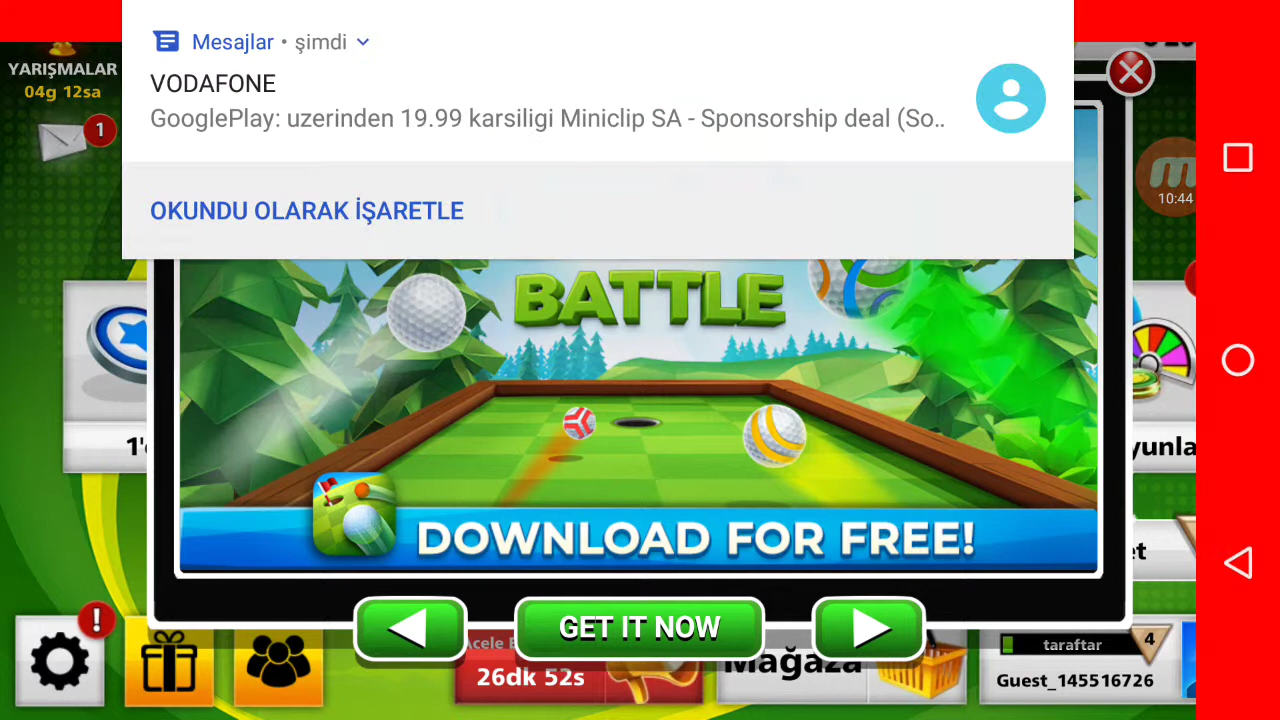 Mesajlar • şimdi
VODAFONE
GooglePlay: uzerinden 19.99 karsiligi Miniclip SA - Sponsorship deal (So..
OKUNDU OLARAK İŞARETLE
YARIŞMALAR
04g 12sa
1
10:44
BATTLE
DOWNLOAD FOR FREE!
GET IT NOW
!
Acele
26dk 52s
Mağaza
taraftar
4
Guest_145516726